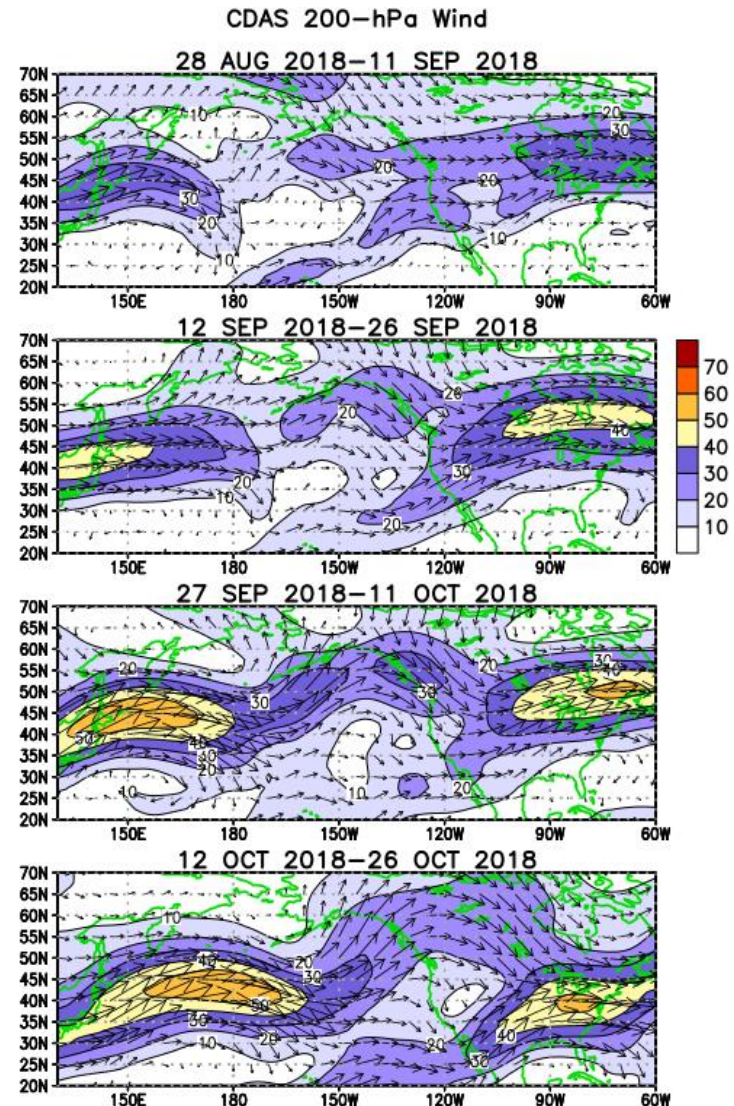 CDAS 200-hPa Wind
28 AUG 2018-11 SEP 2018
70N
65N
60N
55N
50N
45N
40N
35N
30N
25N
20N
10
20
30
20
20
30
20
10
10
150E 180 150W 120W 90W 60W
12 SEP 2018-26 SEP 2018
70N
65N
60N
55N
50N
45N
40N
35N
30N
25N
20N
20
20
40
30
20
10
20
150E 180 150W 120W 90W 60W
70
60
50
40
30
20
10
27 SEP 2018-11 OCT 2018
70N
65N
60N
55N
50N
45N
40N
35N
30N
25N
20N
20
20
30
40
30
30
50
40
30
20
10
10
20
150E 180 150W 120W 90W 60W
12 OCT 2018-26 OCT 2018
70N
65N
60N
55N
50N
45N
40N
35N
30N
25N
20N
10
40
20
30
50
30
20
10
20
40
30
150E 180 150W 120W 90W 60W